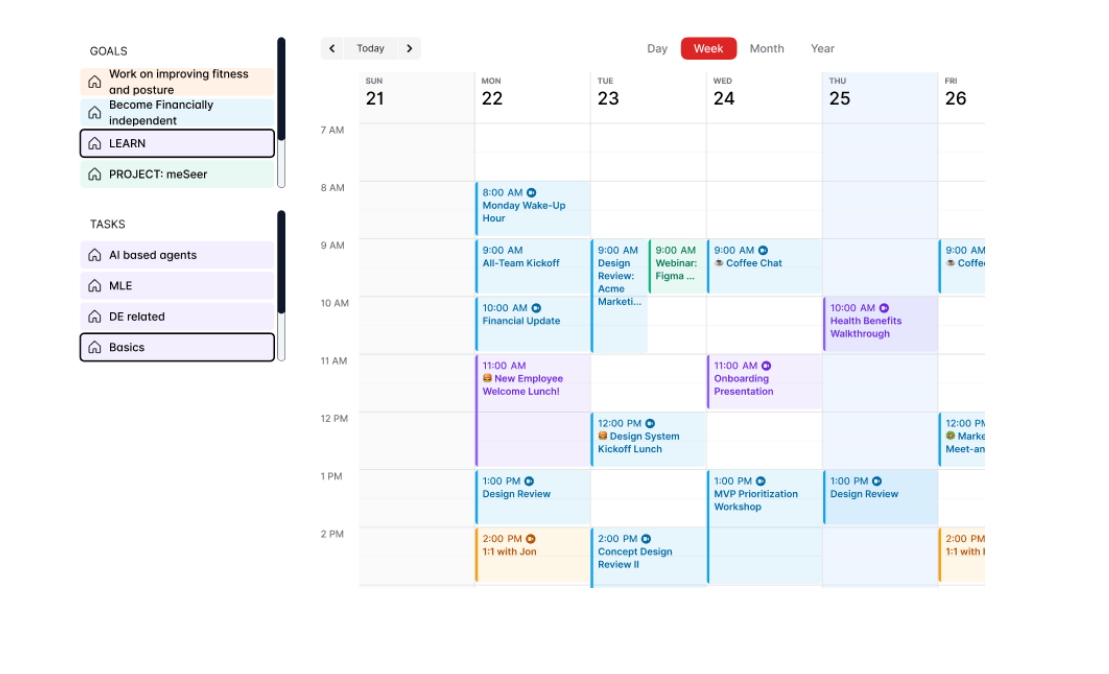 GOALS
Work on improving fitness
and posture
Become Financially
independent
LEARN
PROJECT: meSeer
TASKS
AI based agents
MLE
DE related
Basics
Today
Day
Week
Month
Year
SUN
21
MON
22
TUE
23
WED
24
THU
25
FRI
26
7 AM
8 AM
9 AM
10 AM
11 AM
12 PM
1 PM
2 PM
8:00 AM
Monday Wake-Up
Hour
9:00 AM
All-Team Kickoff
10:00 AM
Financial Update
11:00 AM
🍔 New Employee
Welcome Lunch!
1:00 PM
Design Review
2:00 PM
1:1 with Jon
9:00 AM
Design
Review:
Acme
Marketi...
9:00 AM
Webinar:
Figma ...
12:00 PM
🍔 Design System
Kickoff Lunch
2:00 PM
Concept Design
Review II
9:00 AM
☕ Coffee Chat
11:00 AM
Onboarding
Presentation
1:00 PM
MVP Prioritization
Workshop
10:00 AM
Health Benefits
Walkthrough
1:00 PM
Design Review
9:00 AM
☕ Coffe
12:00 PM
Marke
Meet-an
2:00 PM
1:1 with